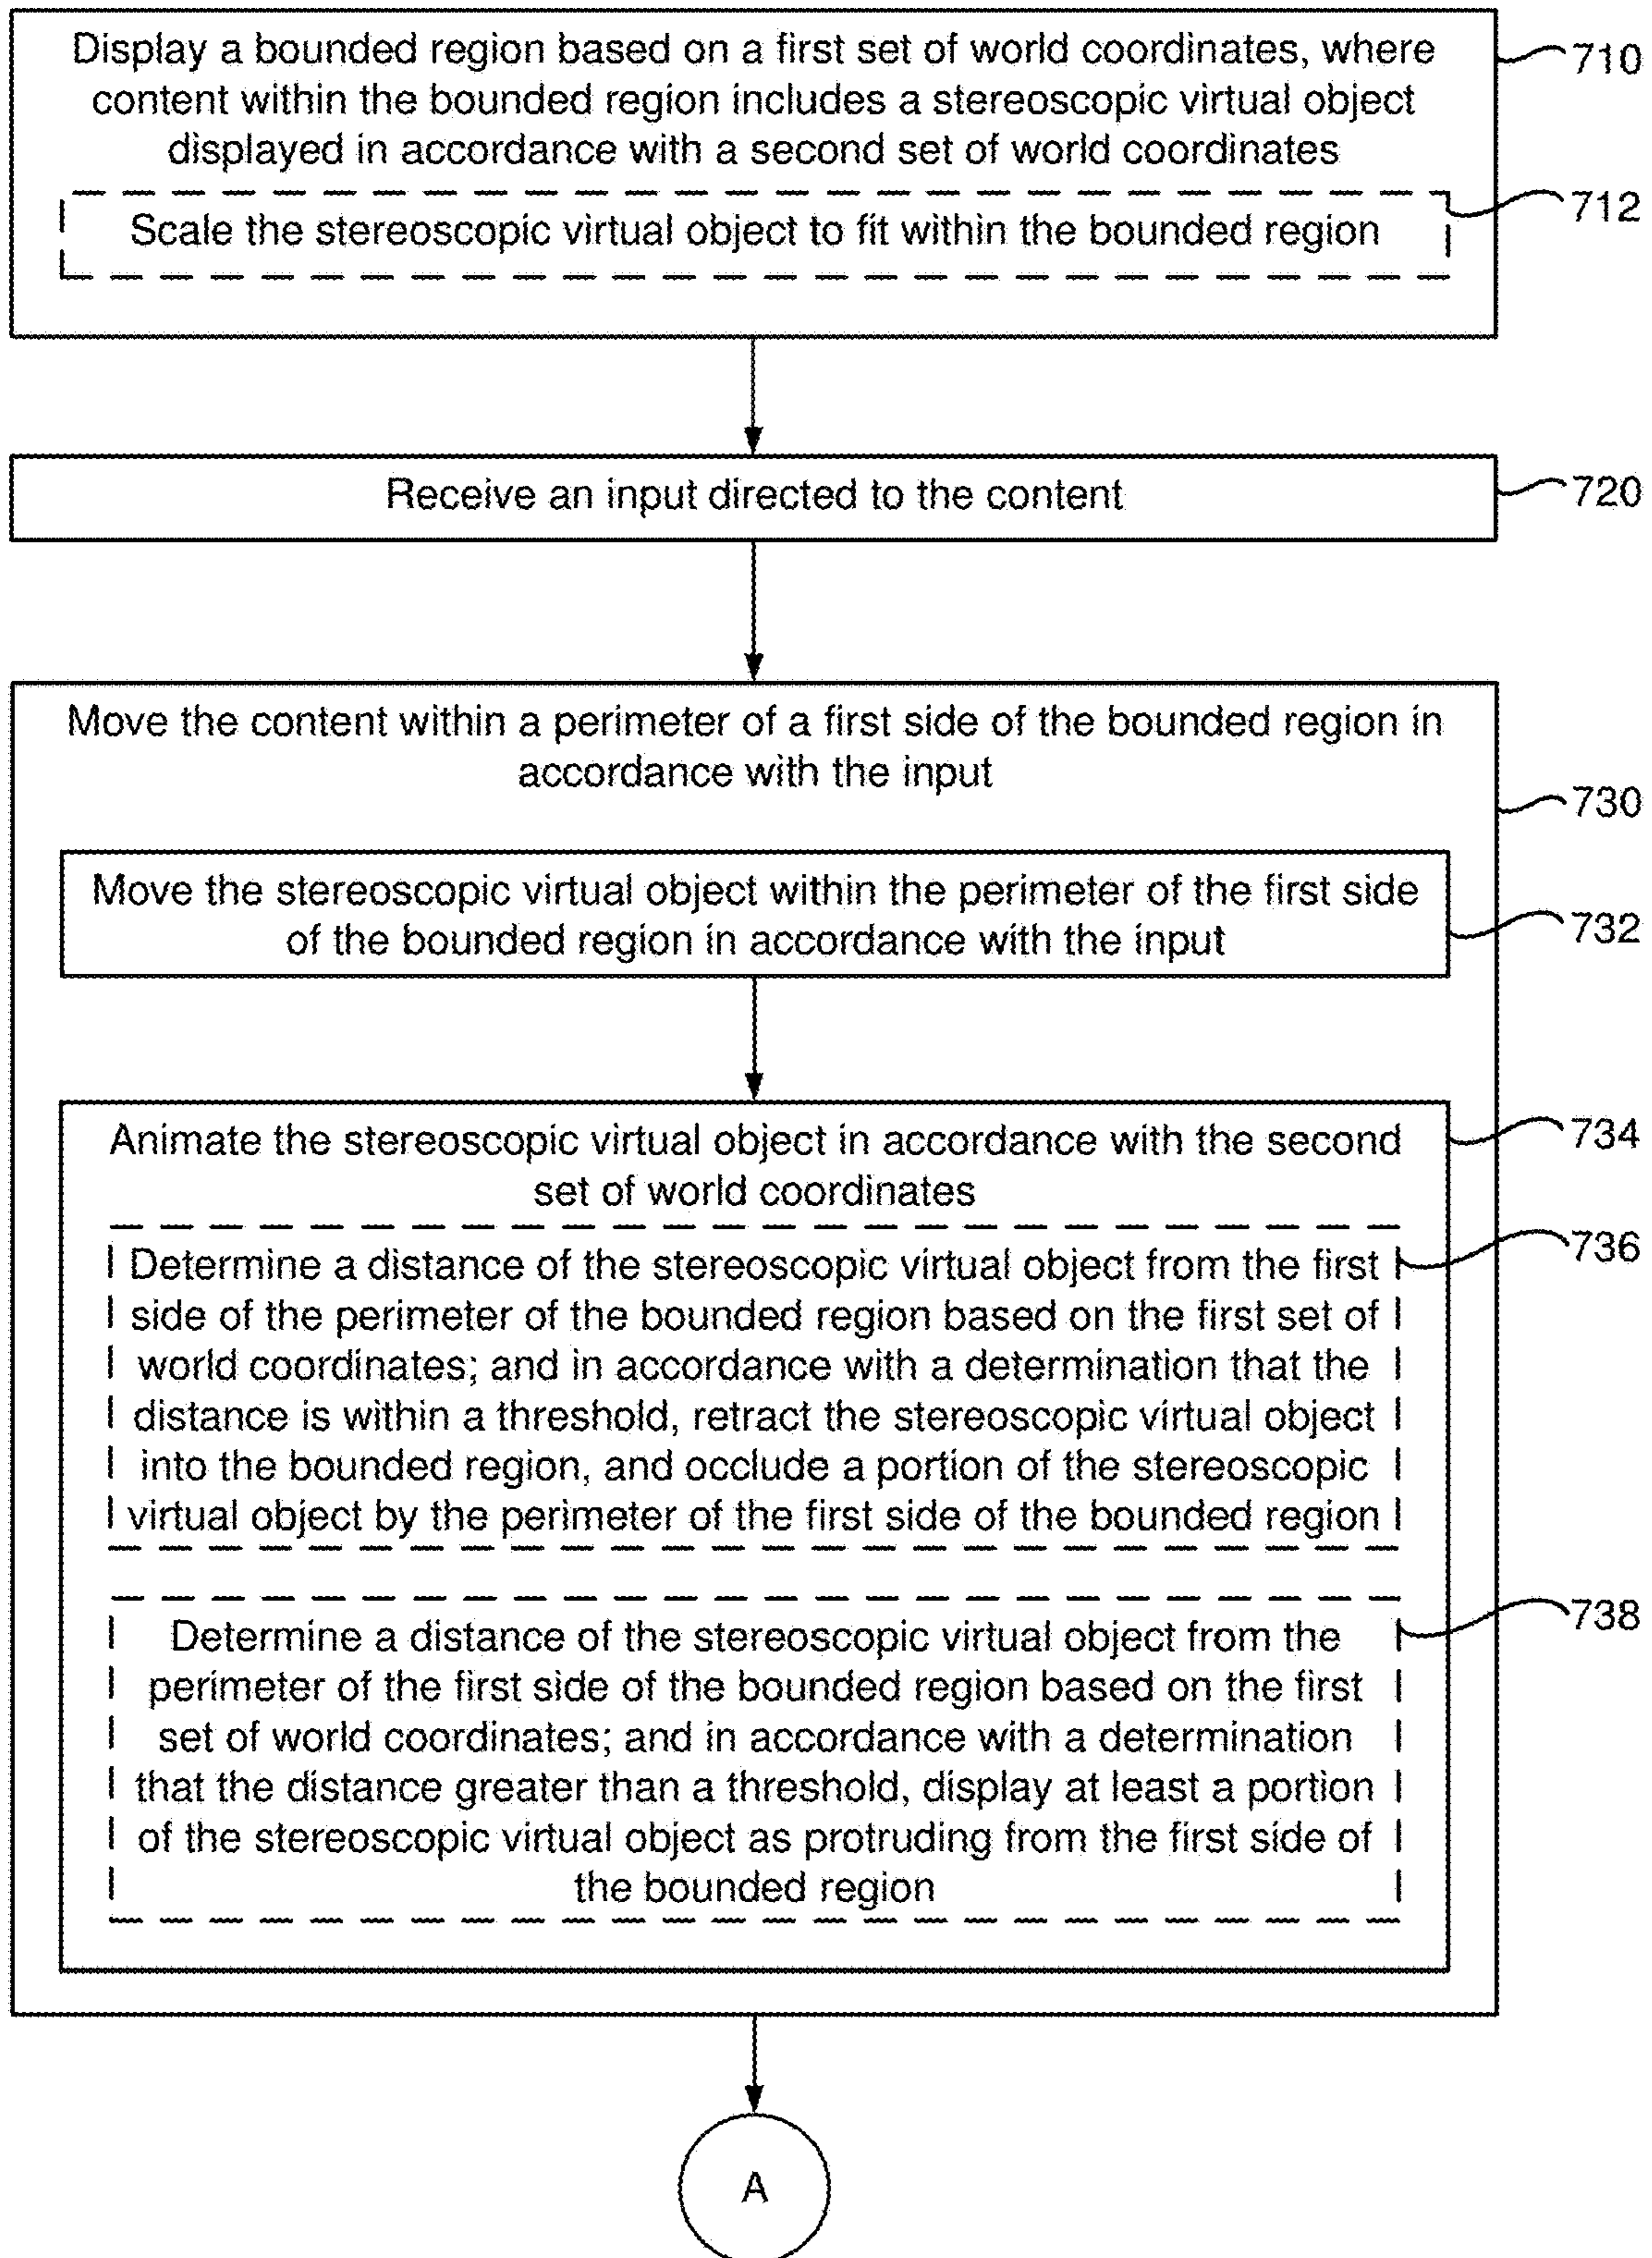 Display a bounded region based on a first set of world coordinates, where
content within the bounded region includes a stereoscopic virtual object
displayed in accordance with a second set of world coordinates
710
Scale the stereoscopic virtual object to fit within the bounded region
712
Receive an input directed to the content
720
Move the content within a perimeter of a first side of the bounded region in
accordance with the input
730
Move the stereoscopic virtual object within the perimeter of the first side
of the bounded region in accordance with the input
732
Animate the stereoscopic virtual object in accordance with the second
set of world coordinates
734
Determine a distance of the stereoscopic virtual object from the first
side of the perimeter of the bounded region based on the first set of
world coordinates; and in accordance with a determination that the
distance is within a threshold, retract the stereoscopic virtual object
into the bounded region, and occlude a portion of the stereoscopic
virtual object by the perimeter of the first side of the bounded region
736
Determine a distance of the stereoscopic virtual object from the
perimeter of the first side of the bounded region based on the first
set of world coordinates; and in accordance with a determination
that the distance greater than a threshold, display at least a portion
of the stereoscopic virtual object as protruding from the first side of
the bounded region
738
A